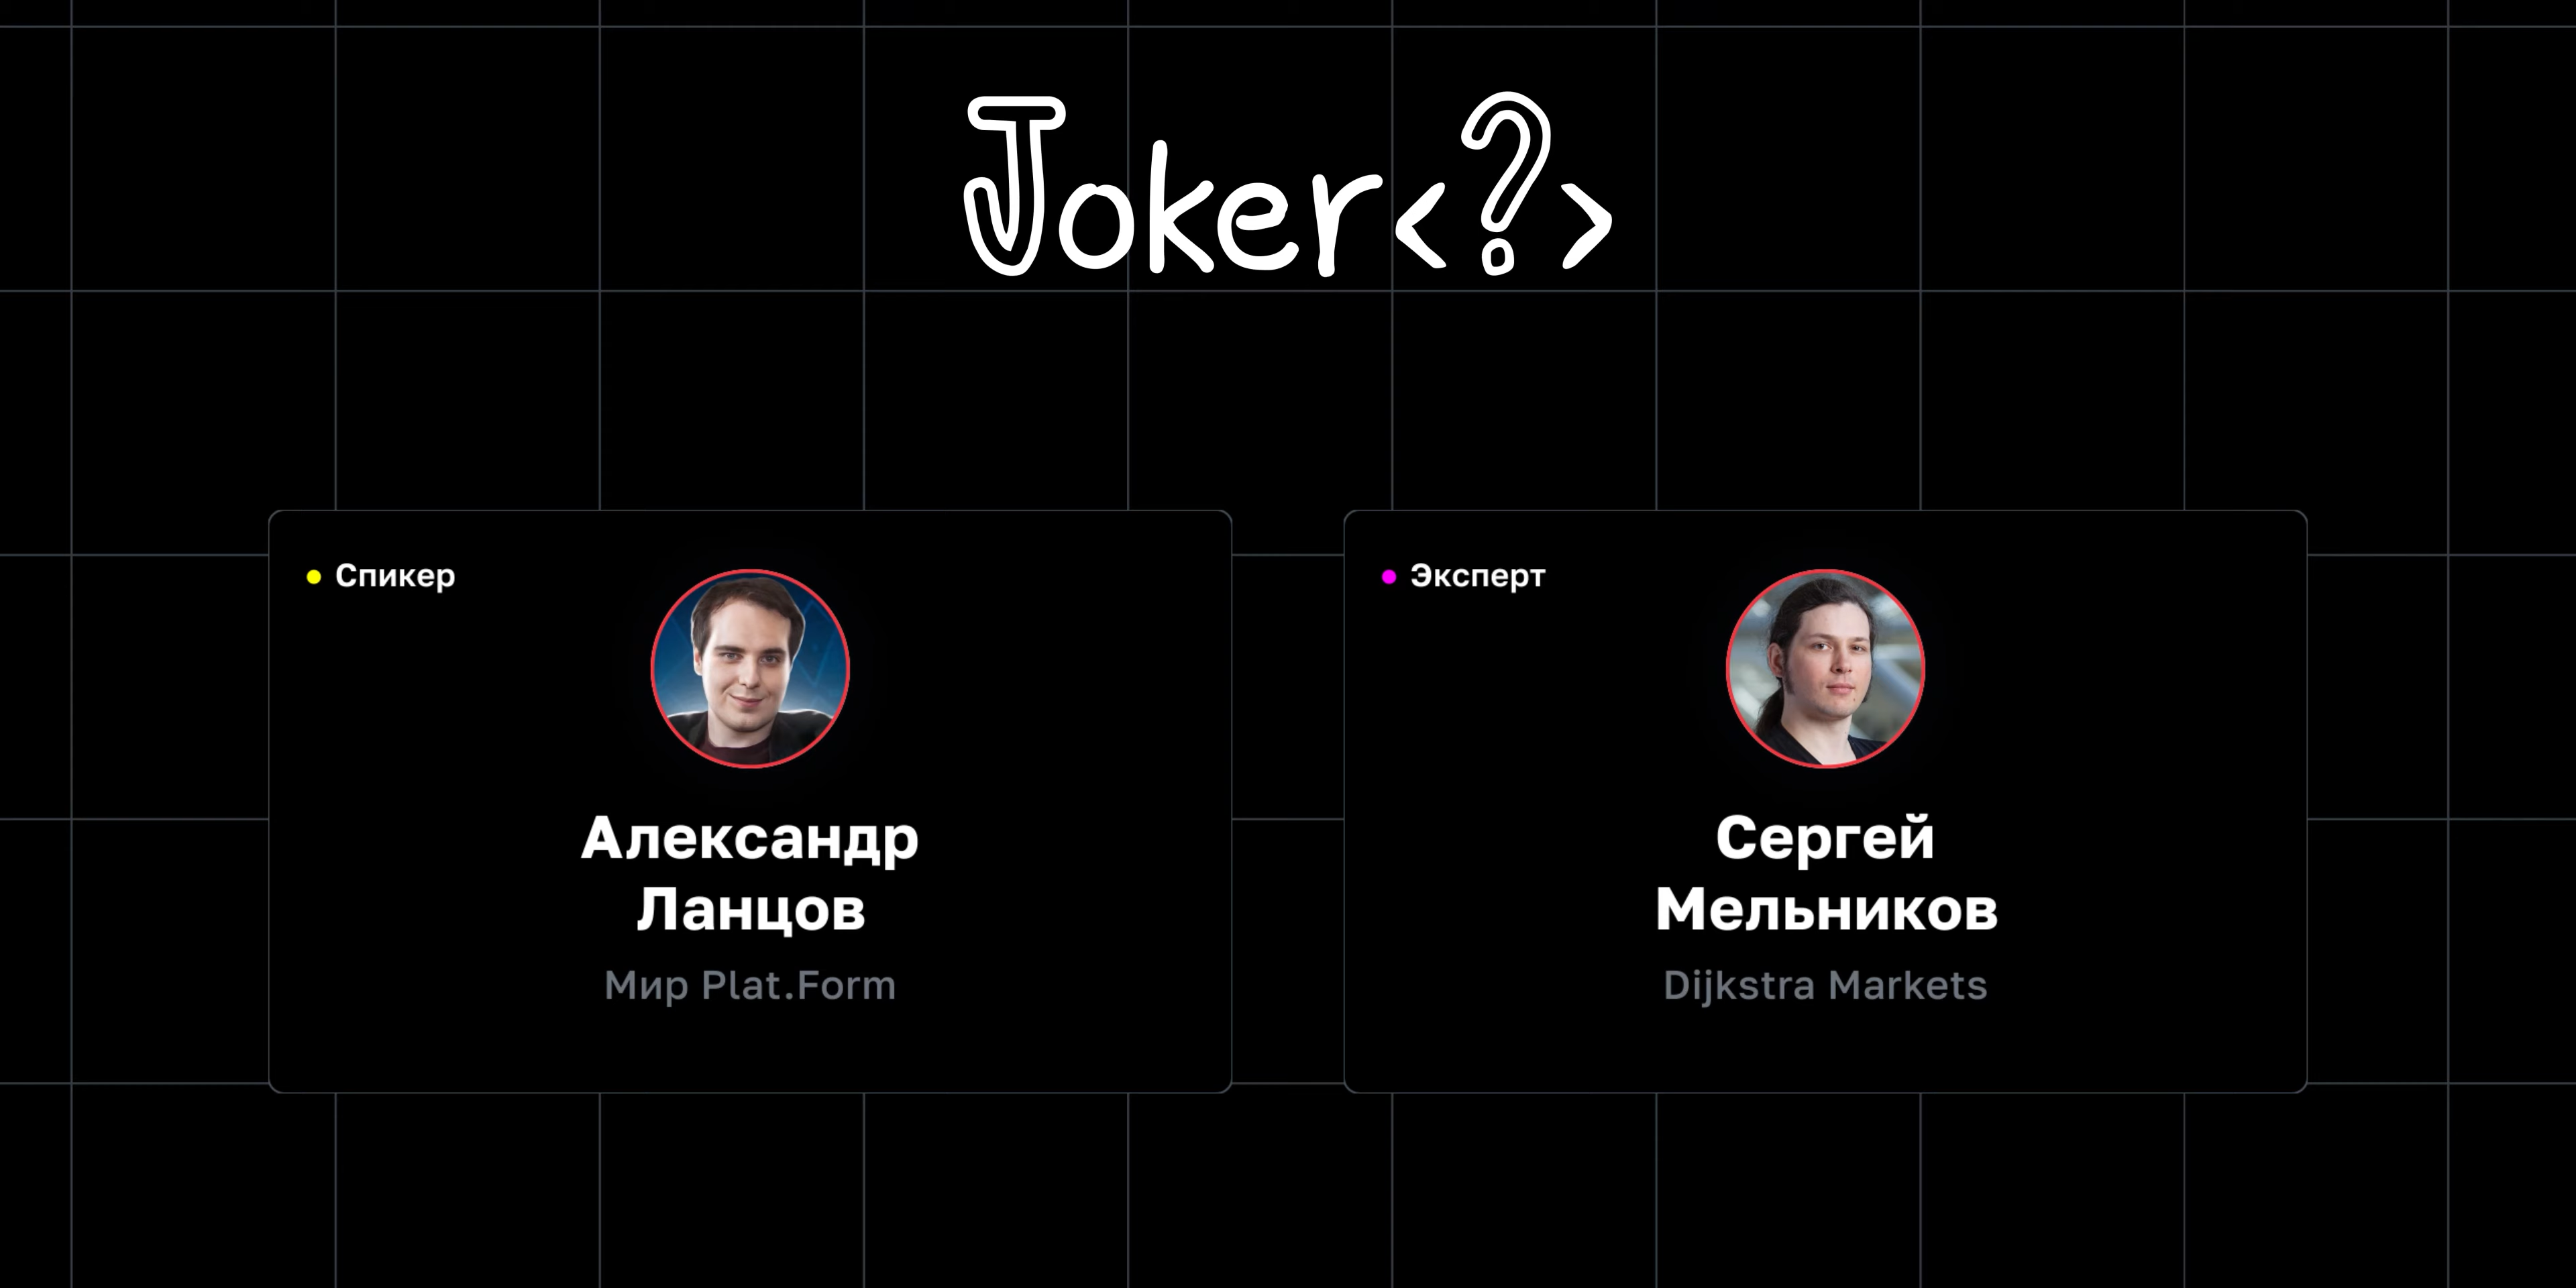 Joker<?>
Спикер
Александр
Ланцов
Мир Plat.Form
Эксперт
Сергей
Мельников
Dijkstra Markets